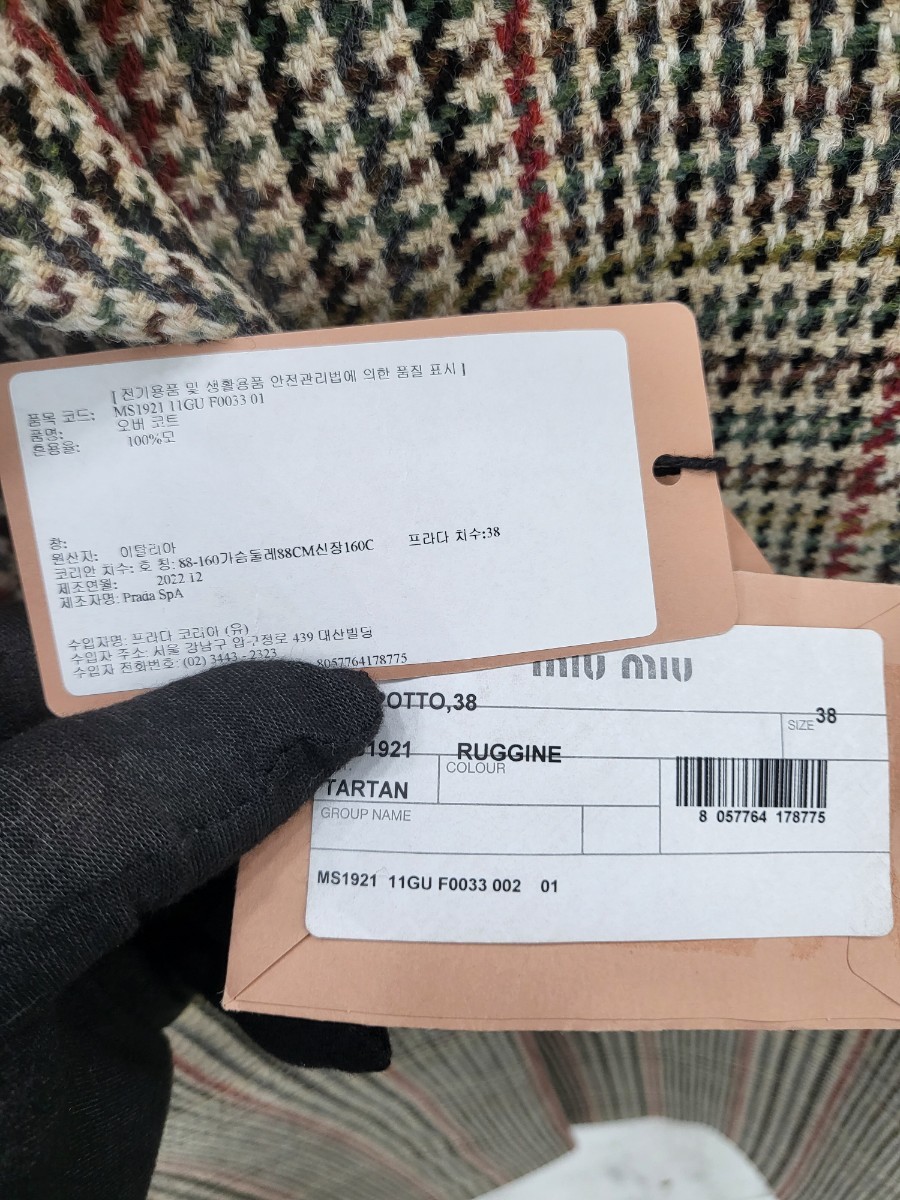 [ 전기용품 및 생활용품 안전관리법에 의한 품질 표시 ]
품목 코드: MS1921 11GU F0033 01
품명: 오버 코트
혼용율: 100%모
창:
원산지: 이탈리아
코리안 치수: 호 칭: 88-160가슴둘레88CM신장160C 프라다 치수:38
제조연월: 2022 12
제조자명: Prada SpA
수입자명: 프라다 코리아 (유)
수입자 주소: 서울 강남구 압구정로 439 대산빌딩
수입자 전화번호: (02) 3443 - 2323 8057764178775
miu miu
OTTO,38
SIZE 38
1921 RUGGINE
COLOUR
TARTAN
GROUP NAME
8 057764 178775
MS1921 11GU F0033 002 01